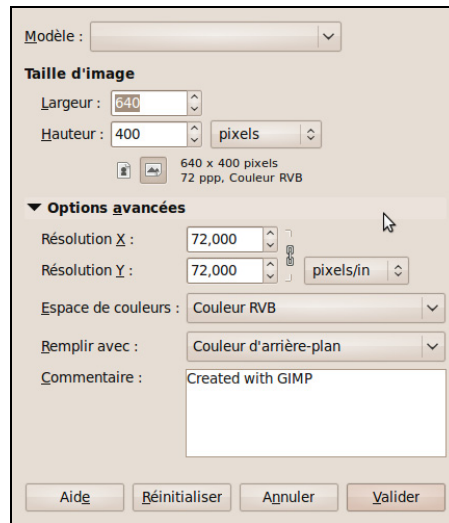 Modèle :
Taille d'image
Largeur : 640
Hauteur : 400 pixels
640 x 400 pixels
72 ppp, Couleur RVB
Options avancées
Résolution X : 72,000
Résolution Y : 72,000 pixels/in
Espace de couleurs : Couleur RVB
Remplir avec : Couleur d'arrière-plan
Commentaire : Created with GIMP
Aide Réinitialiser Annuler Valider